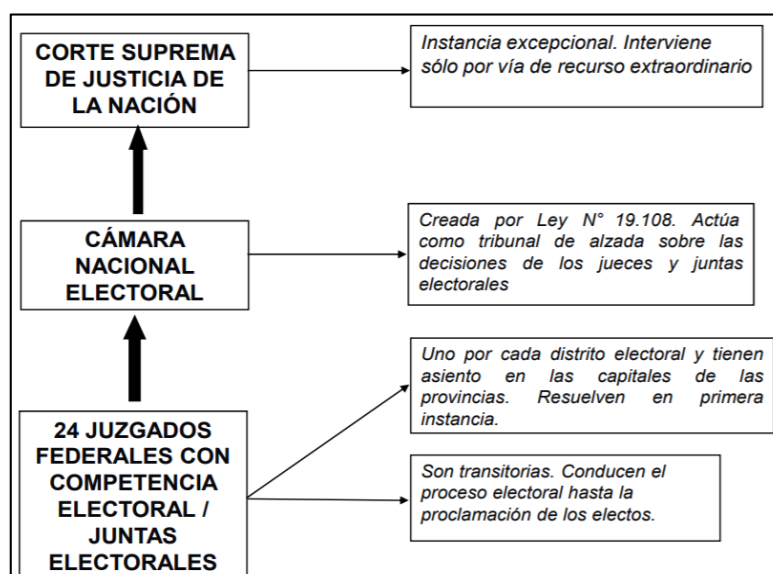 CORTE SUPREMA
DE JUSTICIA DE
LA NACIÓN
Instancia excepcional. Interviene
sólo por vía de recurso extraordinario
CÁMARA
NACIONAL
ELECTORAL
Creada por Ley N° 19.108. Actúa
como tribunal de alzada sobre las
decisiones de los jueces y juntas
electorales
24 JUZGADOS
FEDERALES CON
COMPETENCIA
ELECTORAL /
JUNTAS
ELECTORALES
Uno por cada distrito electoral y tienen
asiento en las capitales de las
provincias. Resuelven en primera
instancia.
Son transitorias. Conducen el
proceso electoral hasta la
proclamación de los electos.